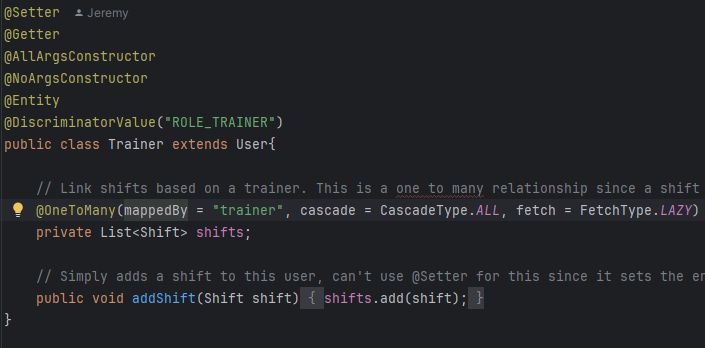 @Setter Jeremy
@Getter
@AllArgsConstructor
@NoArgsConstructor
@Entity
@DiscriminatorValue("ROLE_TRAINER")
public class Trainer extends User{
// Link shifts based on a trainer. This is a one to many relationship since a shift
@OneToMany(mappedBy = "trainer", cascade = CascadeType.ALL, fetch = FetchType.LAZY)
private List<Shift> shifts;
// Simply adds a shift to this user, can't use @Setter for this since it sets the en
public void addShift(Shift shift) { shifts.add(shift); }
}